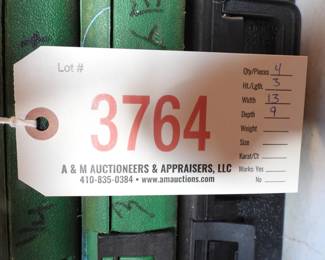 Lot #
3764
A & M AUCTIONEERS & APPRAISERS, LLC
410-835-0384 • www.amauctions.com
Qty/Pieces 4
Ht./Lgth. 3
Width 13
Depth 9
Weight
Size
Karat/Ct
Works: Yes
No